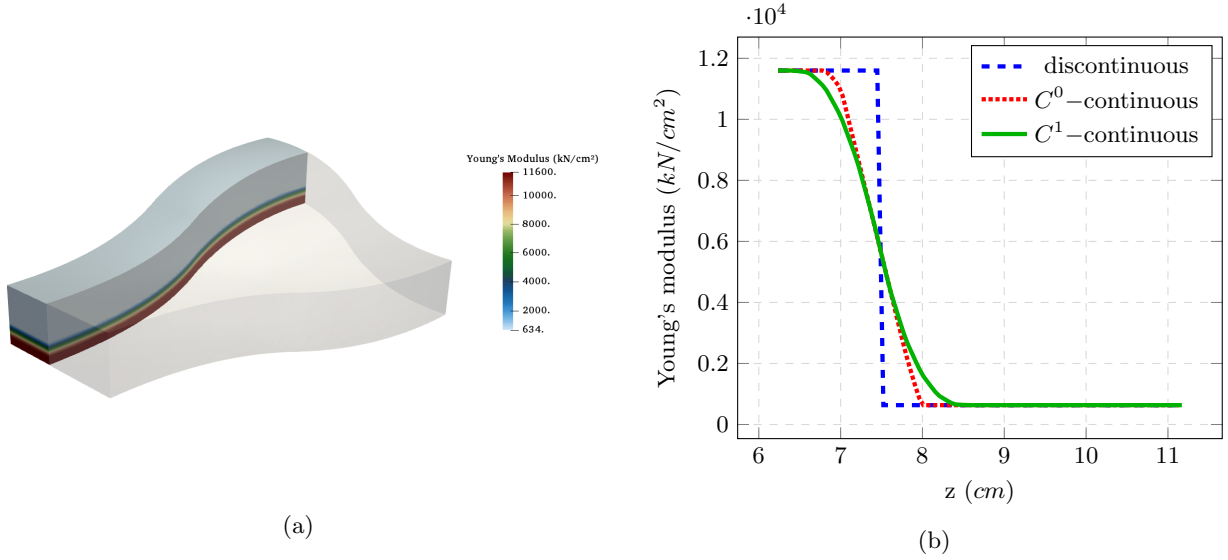 Young's Modulus (kN/cm²)
11600.
10000.
8000.
6000.
4000.
2000.
634.
(a)
·10⁴
1.2
1
0.8
0.6
0.4
0.2
0
Young's modulus (kN/cm²)
discontinuous
C⁰−continuous
C¹−continuous
6
7
8
9
10
11
z (cm)
(b)